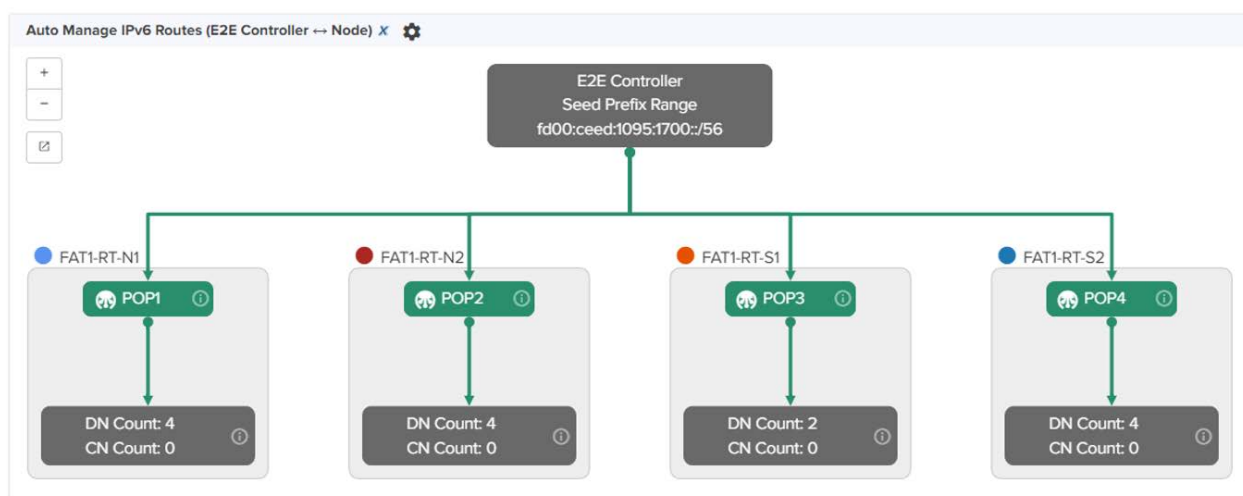 Auto Manage IPv6 Routes (E2E Controller ↔ Node) X
+
−
E2E Controller
Seed Prefix Range
fd00:ceed:1095:1700::/56
FAT1-RT-N1
FAT1-RT-N2
FAT1-RT-S1
FAT1-RT-S2
POP1
POP2
POP3
POP4
DN Count: 4
CN Count: 0
DN Count: 4
CN Count: 0
DN Count: 2
CN Count: 0
DN Count: 4
CN Count: 0